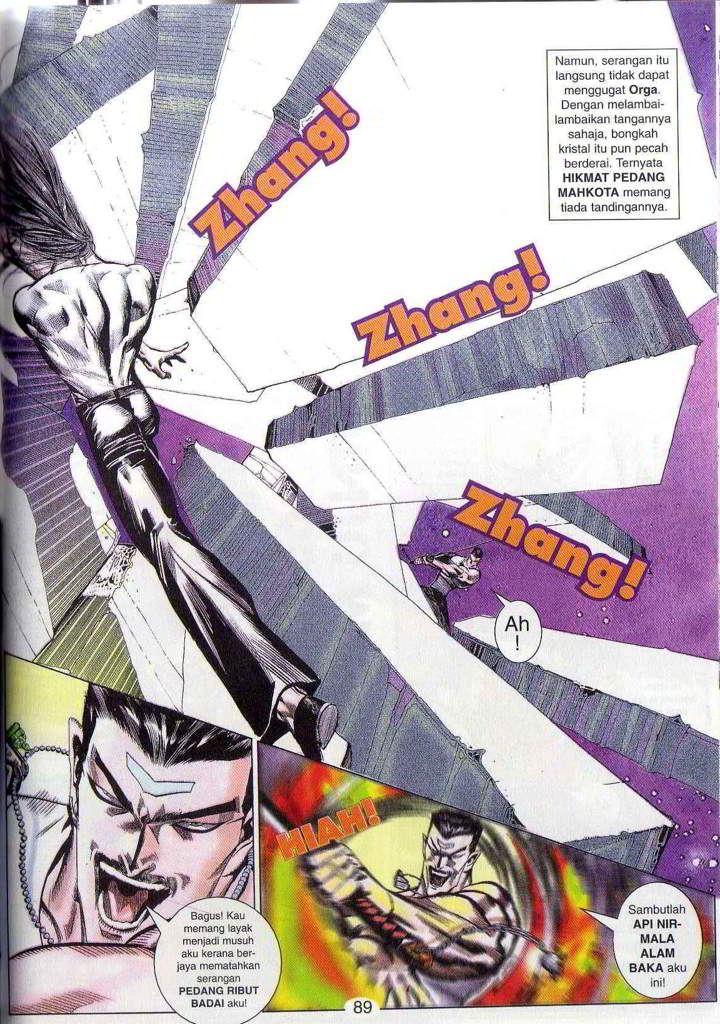 Namun, serangan itu
langsung tidak dapat
menggugat Orga.
Dengan melambai-
lambaikan tangannya
sahaja, bongkah
kristal itu pun pecah
berderai. Ternyata
HIKMAT PEDANG
MAHKOTA memang
tiada tandingannya.
Zhang!
Zhang!
Zhang!
Ah
!
Bagus! Kau
memang layak
menjadi musuh
aku kerana ber-
jaya mematahkan
serangan
PEDANG RIBUT
BADAI aku!
HIAH!
Sambutlah
API NIR-
MALA
ALAM
BAKA aku
ini!
89